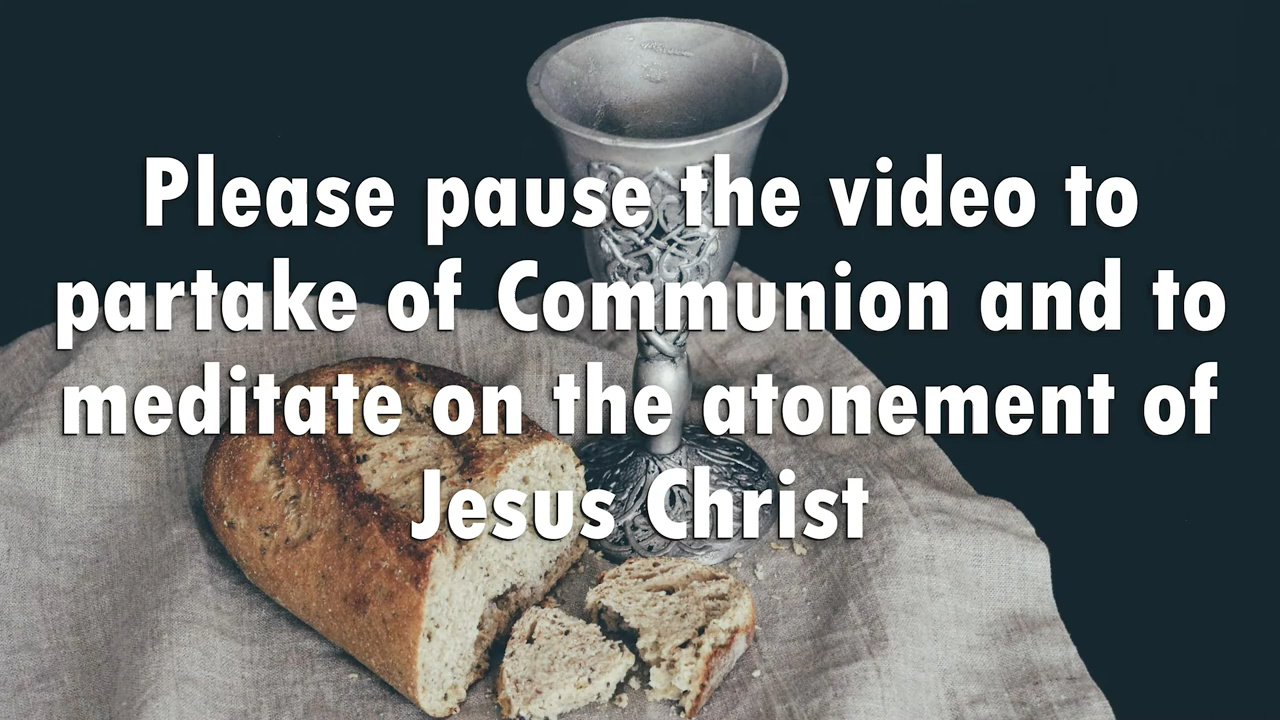 Please pause the video to
partake of Communion and to
meditate on the atonement of
Jesus Christ